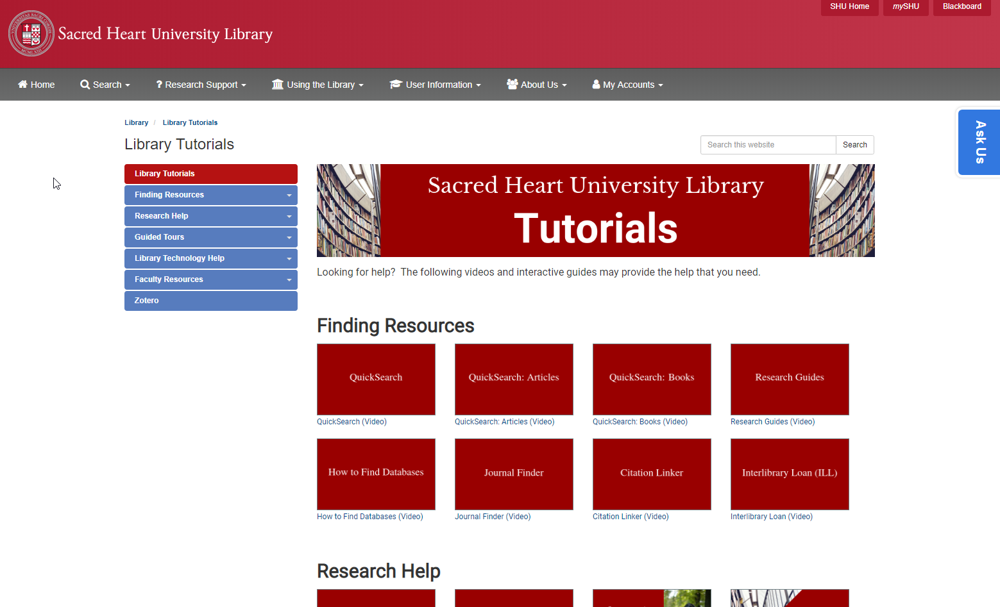 SHU Home
mySHU
Blackboard
Sacred Heart University Library
Home
Search
? Research Support
Using the Library
User Information
About Us
My Accounts
Library / Library Tutorials
Library Tutorials
Search this website
Search
Ask Us
Library Tutorials
Finding Resources
Research Help
Guided Tours
Library Technology Help
Faculty Resources
Zotero
Sacred Heart University Library
Tutorials
Looking for help?  The following videos and interactive guides may provide the help that you need.
Finding Resources
QuickSearch
QuickSearch: Articles
QuickSearch: Books
Research Guides
QuickSearch (Video)
QuickSearch: Articles (Video)
QuickSearch: Books (Video)
Research Guides (Video)
How to Find Databases
Journal Finder
Citation Linker
Interlibrary Loan (ILL)
How to Find Databases (Video)
Journal Finder (Video)
Citation Linker (Video)
Interlibrary Loan (Video)
Research Help